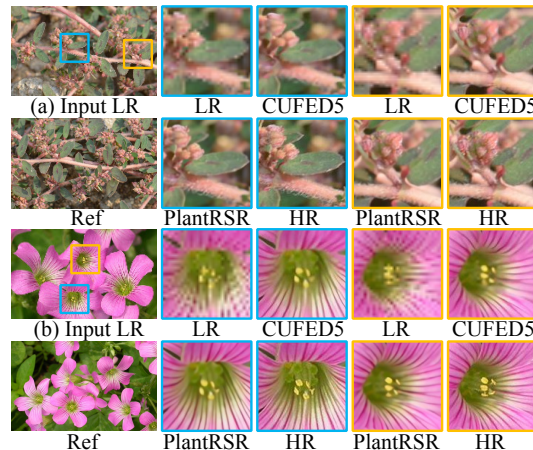 (a) Input LR LR CUFED5 LR CUFED5
Ref PlantRSR HR PlantRSR HR
(b) Input LR LR CUFED5 LR CUFED5
Ref PlantRSR HR PlantRSR HR